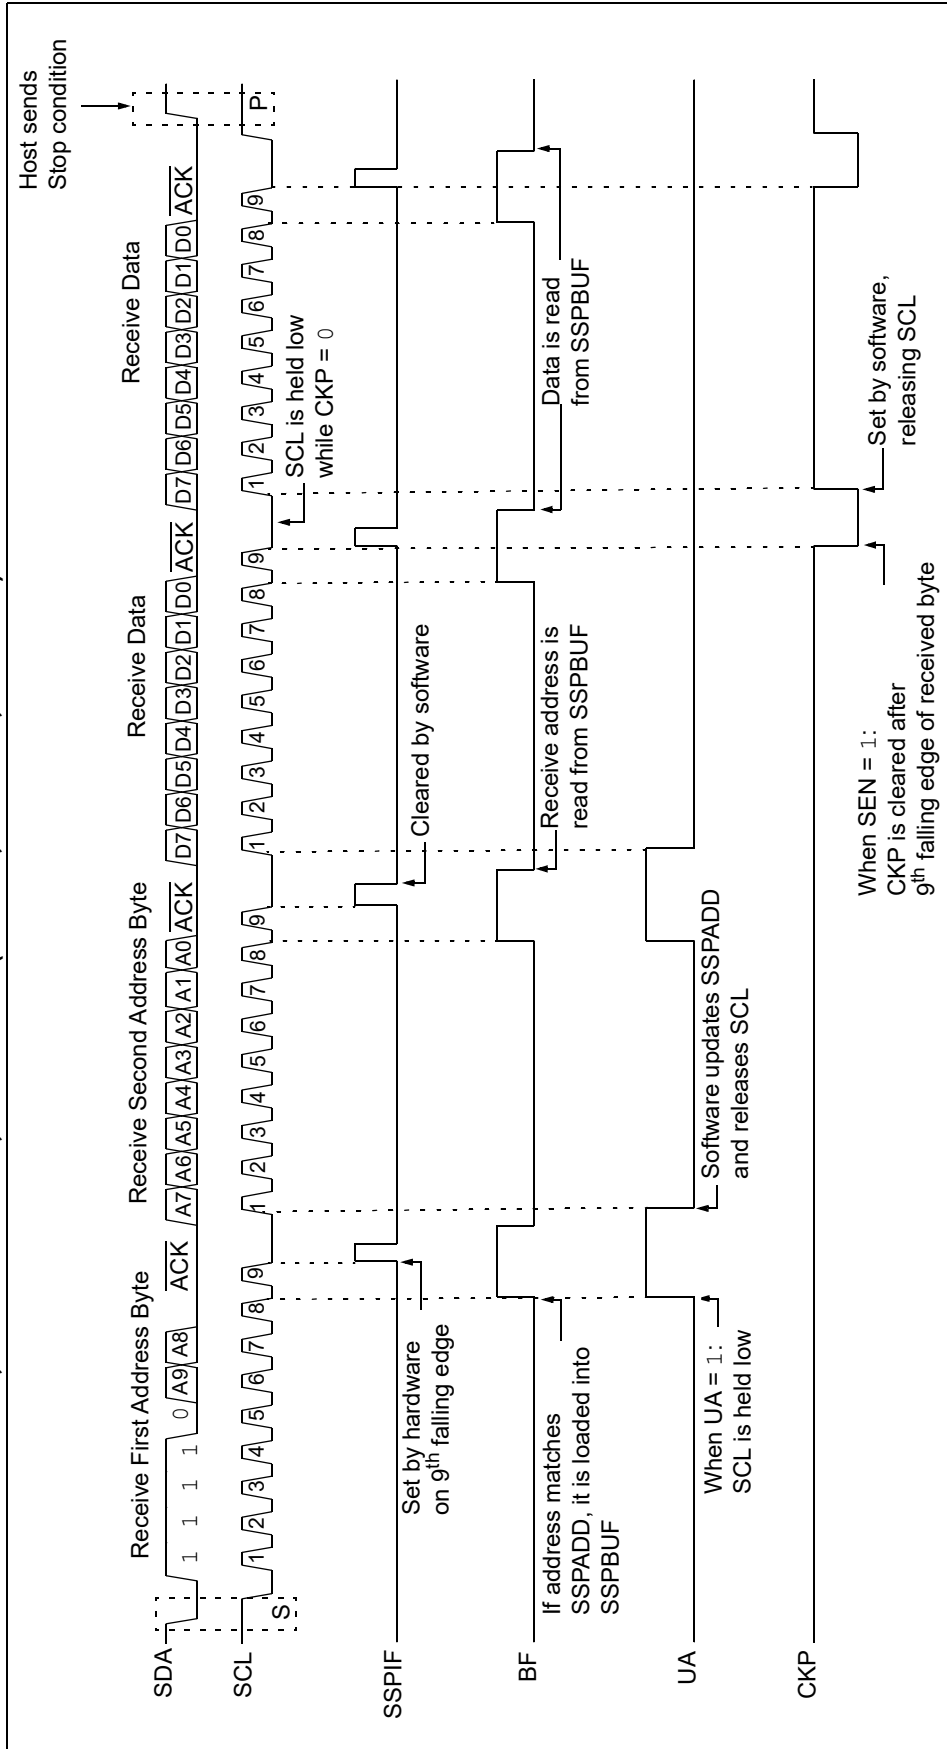 Host sends
Stop condition
Receive First Address Byte
Receive Second Address Byte
Receive Data
Receive Data
SDA
1 1 1 1 0 A9 A8 ACK
A7 A6 A5 A4 A3 A2 A1 A0 ACK
D7 D6 D5 D4 D3 D2 D1 D0 ACK
D7 D6 D5 D4 D3 D2 D1 D0 ACK
SCL
S
1 2 3 4 5 6 7 8 9
1 2 3 4 5 6 7 8 9
1 2 3 4 5 6 7 8 9
1 2 3 4 5 6 7 8 9
P
SCL is held low
while CKP = 0
SSPIF
Set by hardware
on 9th falling edge
Cleared by software
BF
If address matches
SSPADD, it is loaded into
SSPBUF
Receive address is
read from SSPBUF
Data is read
from SSPBUF
UA
When UA = 1:
SCL is held low
Software updates SSPADD
and releases SCL
CKP
When SEN = 1:
CKP is cleared after
9th falling edge of received byte
Set by software,
releasing SCL